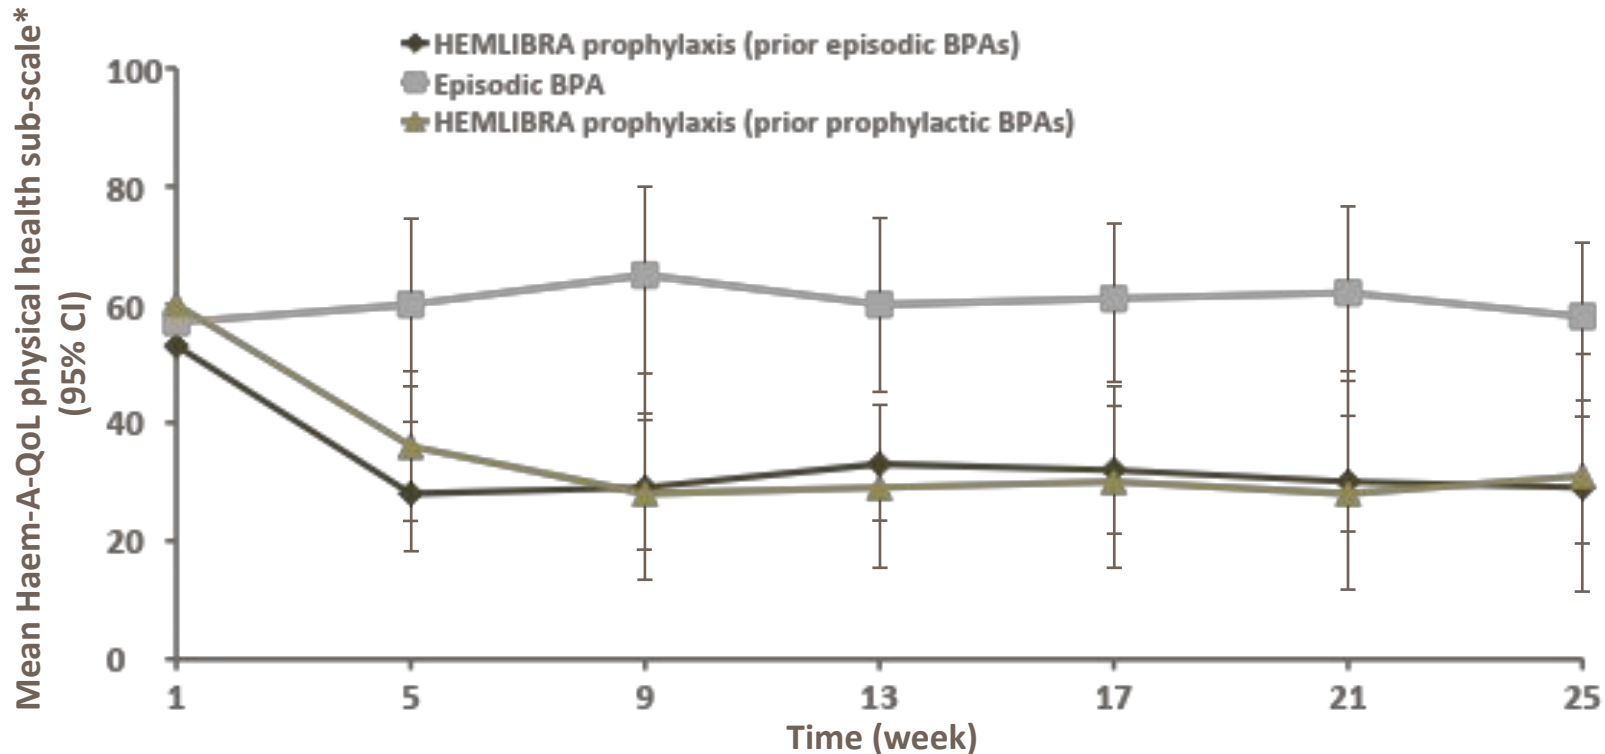 Mean Haem-A-QoL physical health sub-scale*
(95% CI)
HEMLIBRA prophylaxis (prior episodic BPAs)
Episodic BPA
HEMLIBRA prophylaxis (prior prophylactic BPAs)
100
80
60
40
20
0
1 5 9 13 17 21 25
Time (week)